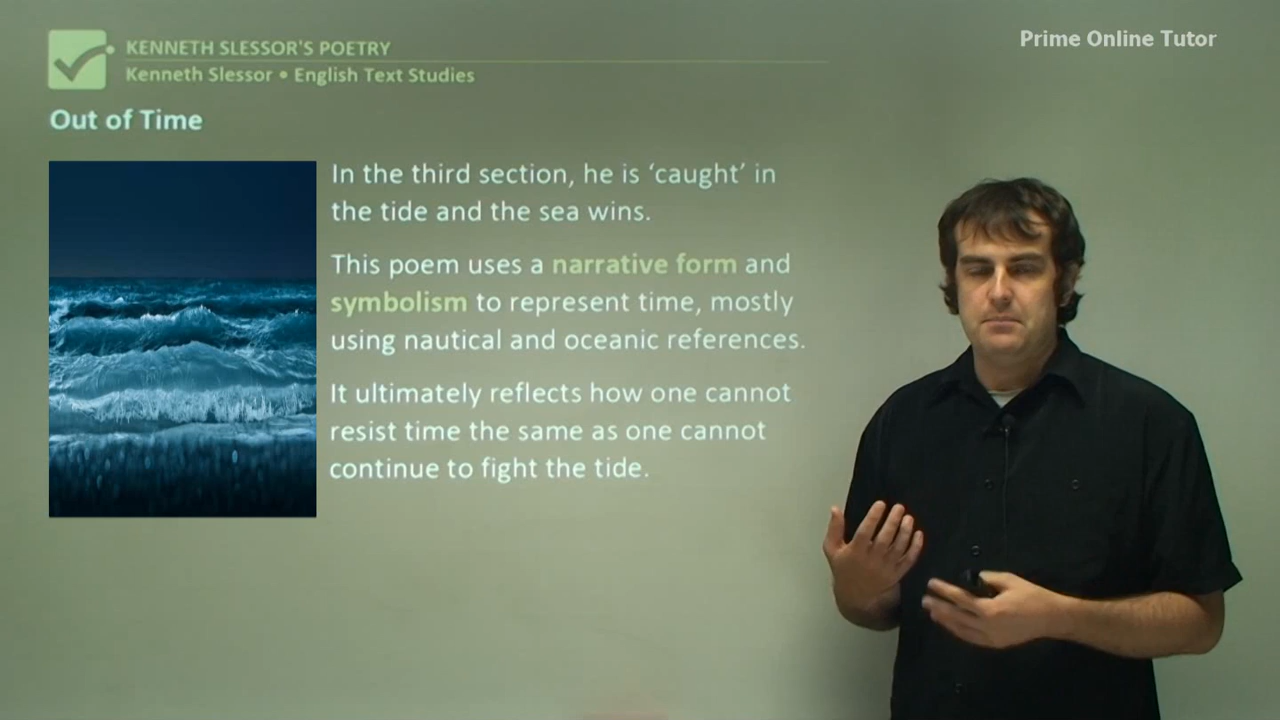 Prime Online Tutor
KENNETH SLESSOR'S POETRY
Kenneth Slessor • English Text Studies
Out of Time
In the third section, he is ‘caught’ in
the tide and the sea wins.
This poem uses a narrative form and
symbolism to represent time, mostly
using nautical and oceanic references.
It ultimately reflects how one cannot
resist time the same as one cannot
continue to fight the tide.